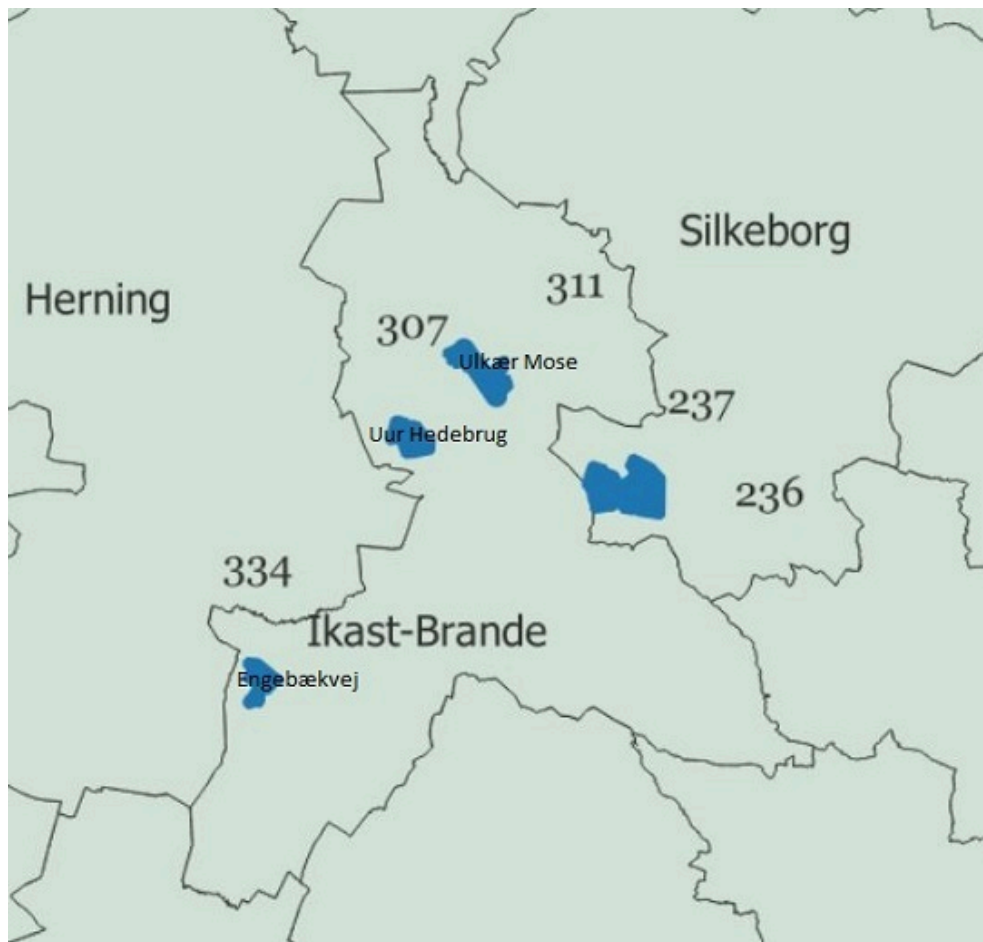 Silkeborg
311
Herning
307
Ulkær Mose
237
Uur Hedebrug
236
334
Ikast-Brande
Engebækvej